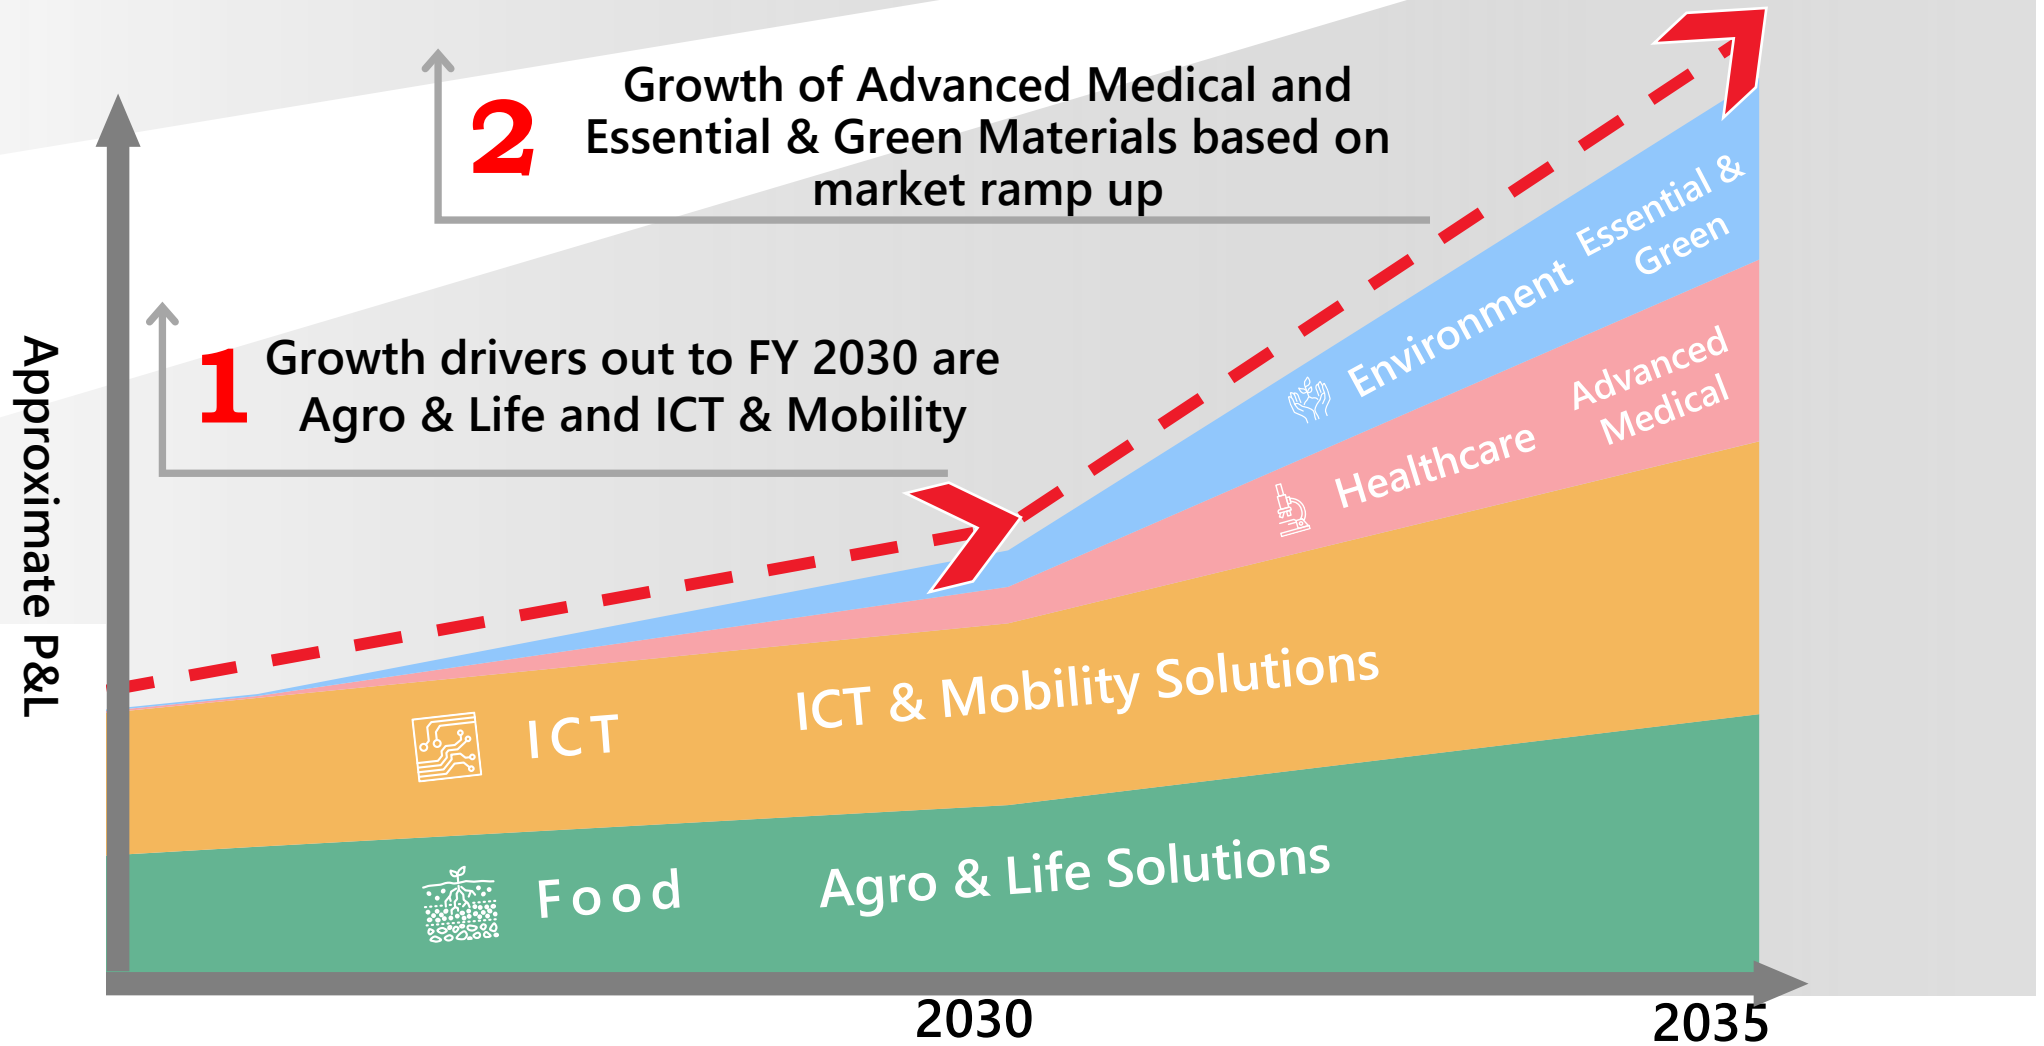 2
Growth of Advanced Medical and
Essential & Green Materials based on
market ramp up
1
Growth drivers out to FY 2030 are
Agro & Life and ICT & Mobility
Approximate P&L
Environment
Essential &
Green
Healthcare
Advanced
Medical
ICT
ICT & Mobility Solutions
Food
Agro & Life Solutions
2030
2035